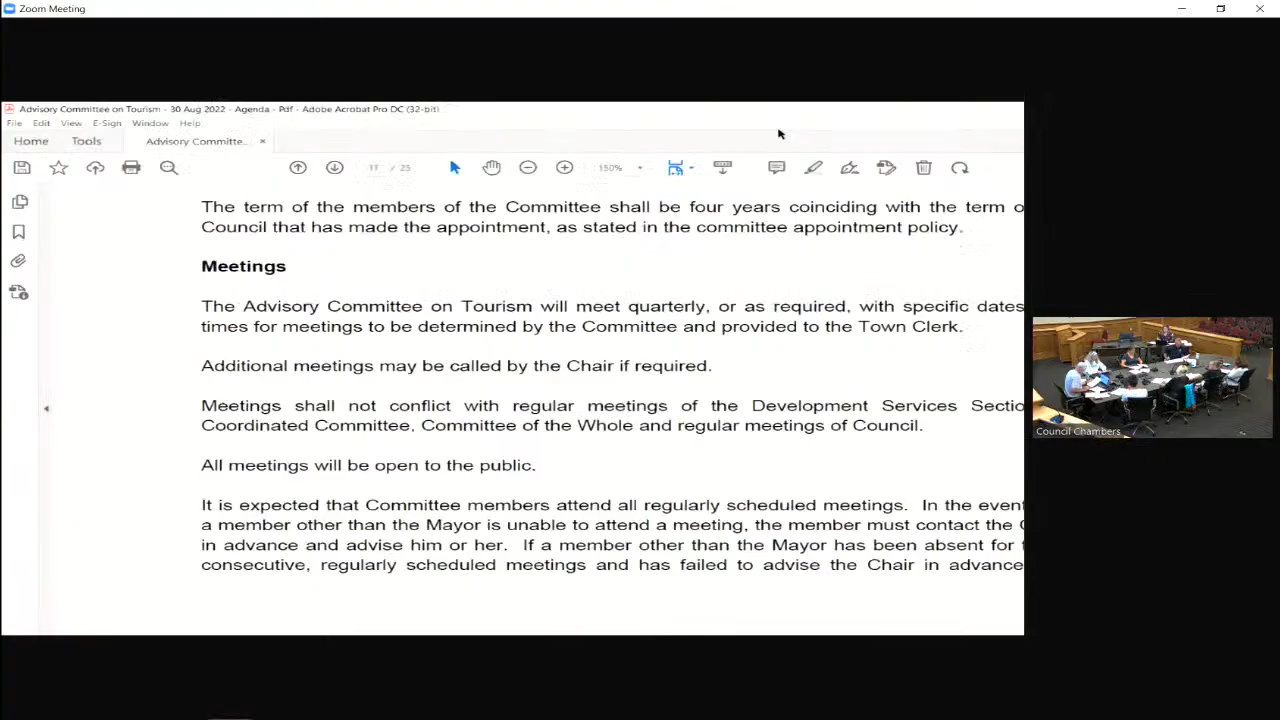 Zoom Meeting
Advisory Committee on Tourism - 30 Aug 2022 - Agenda - Pdf - Adobe Acrobat Pro DC (32-bit)
File Edit View E-Sign Window Help
Home Tools Advisory Committe...
11 / 25 150%
The term of the members of the Committee shall be four years coinciding with the term o
Council that has made the appointment, as stated in the committee appointment policy.
Meetings
The Advisory Committee on Tourism will meet quarterly, or as required, with specific dates
times for meetings to be determined by the Committee and provided to the Town Clerk.
Additional meetings may be called by the Chair if required.
Meetings shall not conflict with regular meetings of the Development Services Sectio
Coordinated Committee, Committee of the Whole and regular meetings of Council.
All meetings will be open to the public.
It is expected that Committee members attend all regularly scheduled meetings. In the even
a member other than the Mayor is unable to attend a meeting, the member must contact the
in advance and advise him or her. If a member other than the Mayor has been absent for
consecutive, regularly scheduled meetings and has failed to advise the Chair in advance
Council Chambers